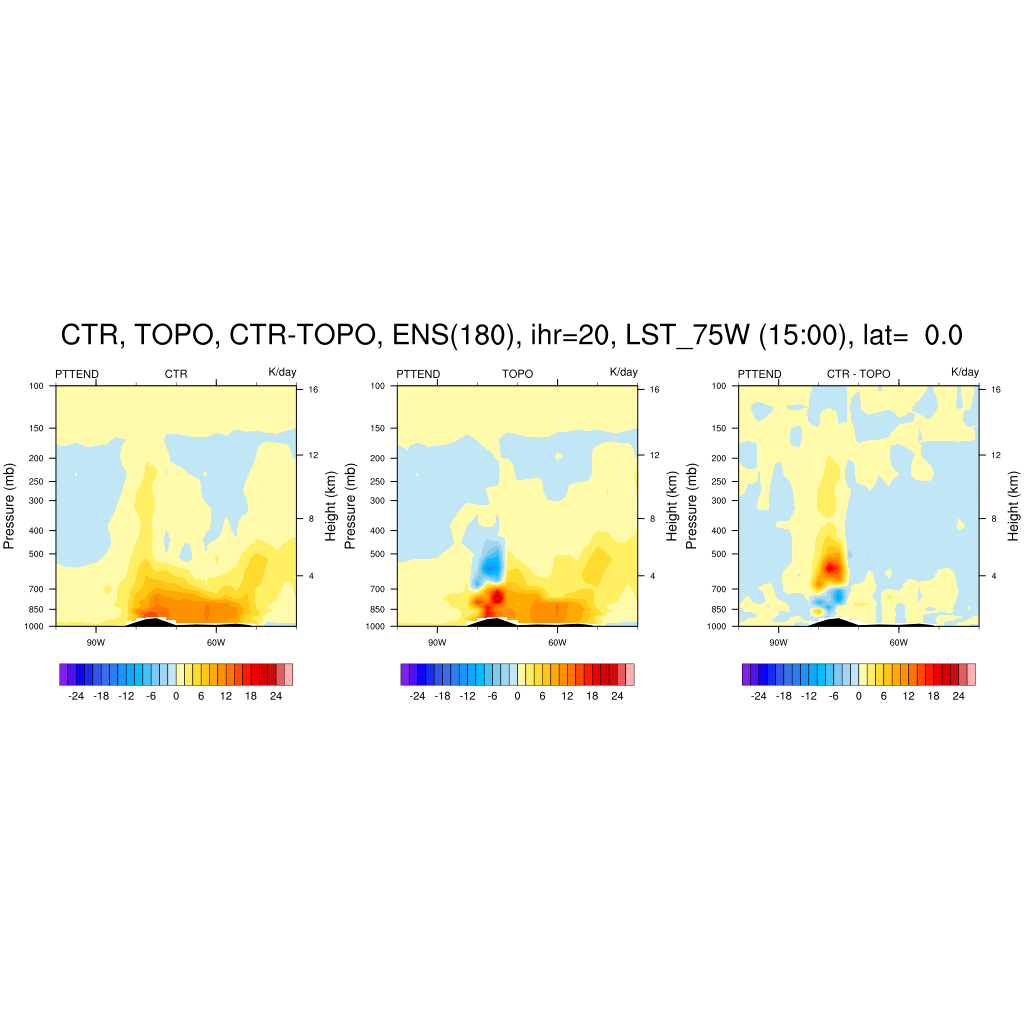 CTR, TOPO, CTR-TOPO, ENS(180), ihr=20, LST_75W (15:00), lat= 0.0
PTTEND CTR K/day
100
150
200
250
300
400
500
700
850
1000
Pressure (mb)
16
12
8
4
Height (km)
90W 60W
-24 -18 -12 -6 0 6 12 18 24
PTTEND TOPO K/day
100
150
200
250
300
400
500
700
850
1000
Pressure (mb)
16
12
8
4
Height (km)
90W 60W
-24 -18 -12 -6 0 6 12 18 24
PTTEND CTR - TOPO K/day
100
150
200
250
300
400
500
700
850
1000
Pressure (mb)
16
12
8
4
Height (km)
90W 60W
-24 -18 -12 -6 0 6 12 18 24